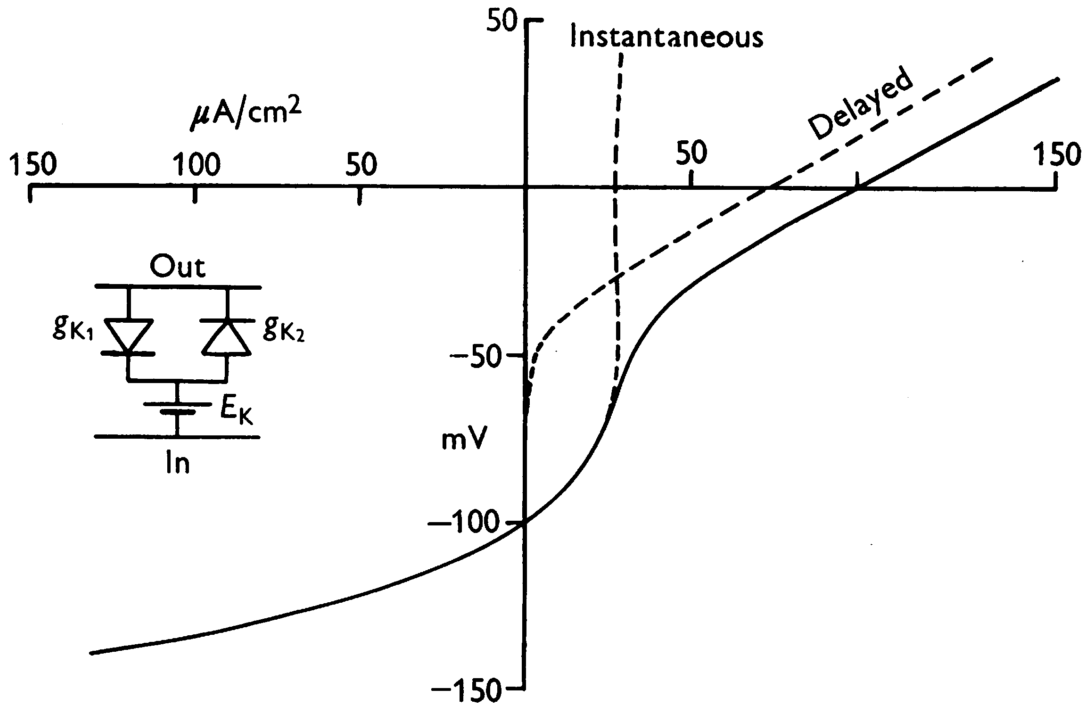 50
Instantaneous
μA/cm²
Delayed
150
100
50
50
150
Out
gK₁
gK₂
EK
In
−50
mV
−100
−150